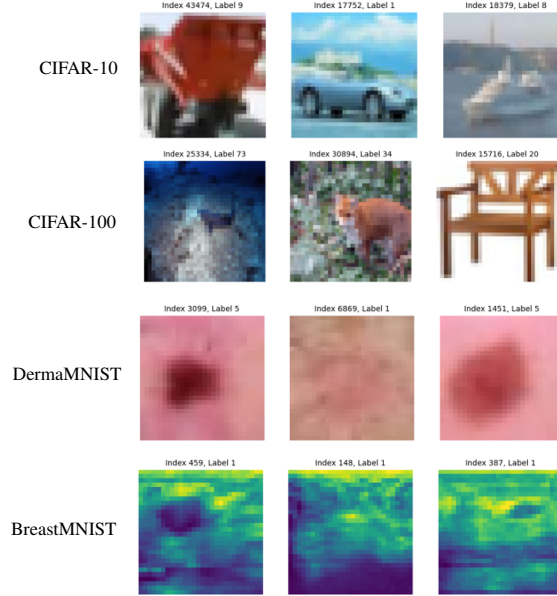 Index 43474, Label 9 Index 17752, Label 1 Index 18379, Label 8
CIFAR-10
Index 25334, Label 73 Index 30894, Label 34 Index 15716, Label 20
CIFAR-100
Index 3099, Label 5 Index 6869, Label 1 Index 1451, Label 5
DermaMNIST
Index 459, Label 1 Index 148, Label 1 Index 387, Label 1
BreastMNIST